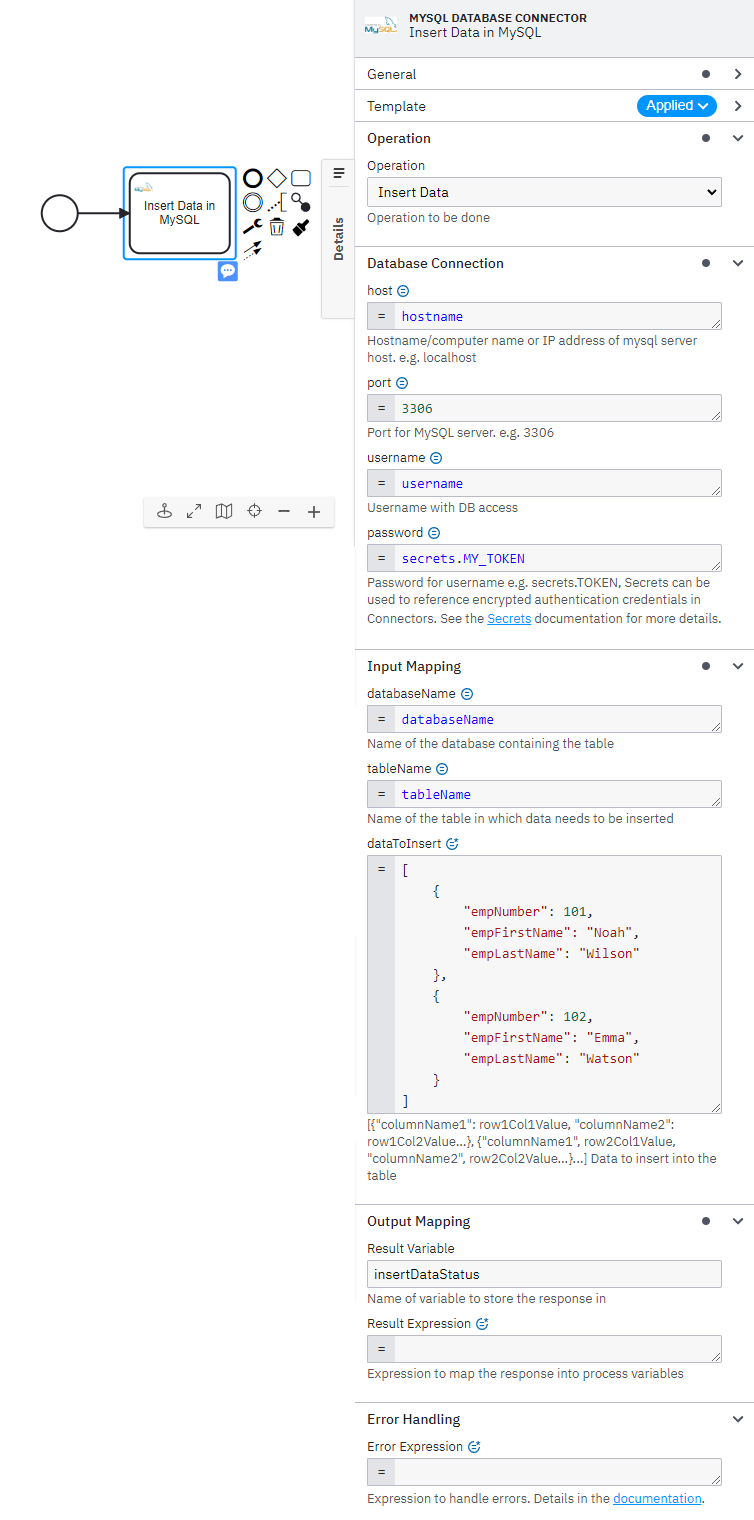 MySQL
MYSQL DATABASE CONNECTOR
Insert Data in MySQL
General
Template
Applied
Operation
Operation
Insert Data
Operation to be done
Insert Data in
MySQL
Details
Database Connection
host
= hostname
Hostname/computer name or IP address of mysql server
host. e.g. localhost
port
= 3306
Port for MySQL server. e.g. 3306
username
= username
Username with DB access
password
= secrets.MY_TOKEN
Password for username e.g. secrets.TOKEN, Secrets can be
used to reference encrypted authentication credentials in
Connectors. See the Secrets documentation for more details.
Input Mapping
databaseName
= databaseName
Name of the database containing the table
tableName
= tableName
Name of the table in which data needs to be inserted
dataToInsert
= [
{
"empNumber": 101,
"empFirstName": "Noah",
"empLastName": "Wilson"
},
{
"empNumber": 102,
"empFirstName": "Emma",
"empLastName": "Watson"
}
]
[{"columnName1": row1Col1Value, "columnName2":
row1Col2Value...}, {"columnName1", row2Col1Value,
"columnName2", row2Col2Value...}...] Data to insert into the
table
Output Mapping
Result Variable
insertDataStatus
Name of variable to store the response in
Result Expression
=
Expression to map the response into process variables
Error Handling
Error Expression
=
Expression to handle errors. Details in the documentation.